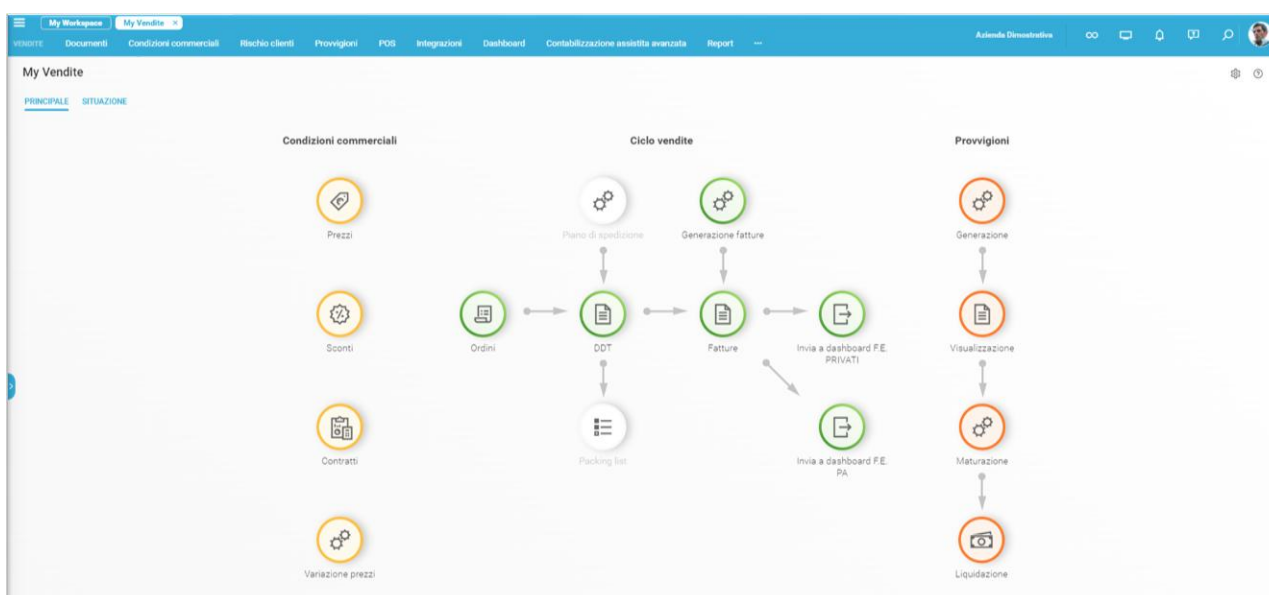 My Workspace My Vendite ×
VENDITE Documenti Condizioni commerciali Rischio clienti Provvigioni POS Integrazioni Dashboard Contabilizzazione assistita avanzata Report ···
Azienda Dimostrativa
My Vendite
PRINCIPALE SITUAZIONE
Condizioni commerciali Ciclo vendite Provvigioni
Prezzi Piano di spedizione Generazione fatture Generazione
Sconti Ordini DDT Fatture Invia a dashboard F.E. PRIVATI Visualizzazione
Contratti Packing list Invia a dashboard F.E. PA Maturazione
Variazione prezzi Liquidazione